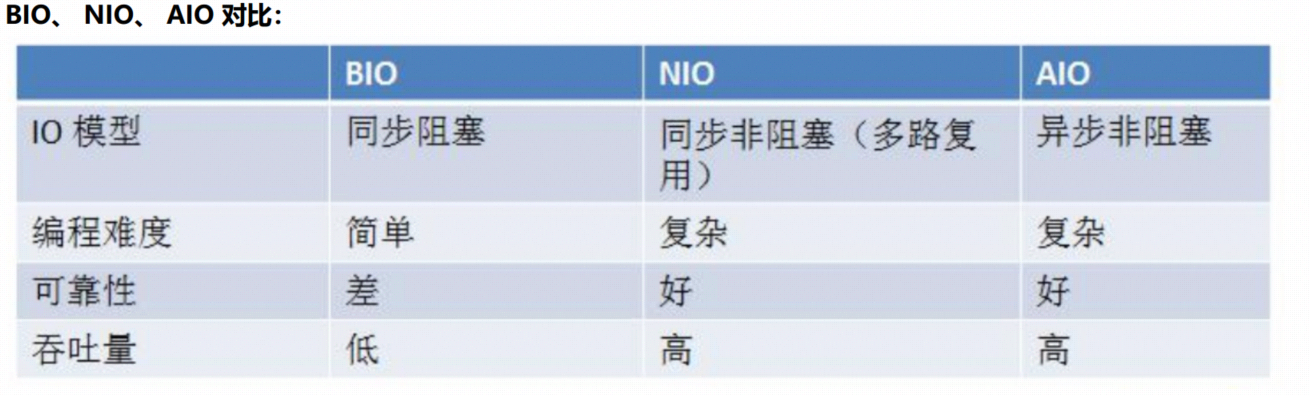 BIO、 NIO、 AIO 对比：
BIO NIO AIO
IO 模型 同步阻塞 同步非阻塞（多路复用） 异步非阻塞
编程难度 简单 复杂 复杂
可靠性 差 好 好
吞吐量 低 高 高